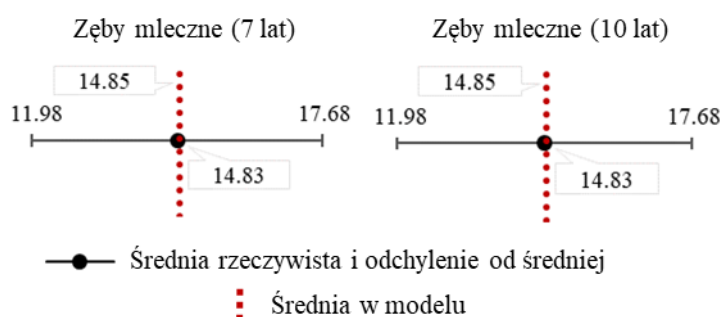 Zęby mleczne (7 lat)
Zęby mleczne (10 lat)
14.85
14.85
11.98
17.68
11.98
17.68
14.83
14.83
Średnia rzeczywista i odchylenie od średniej
Średnia w modelu